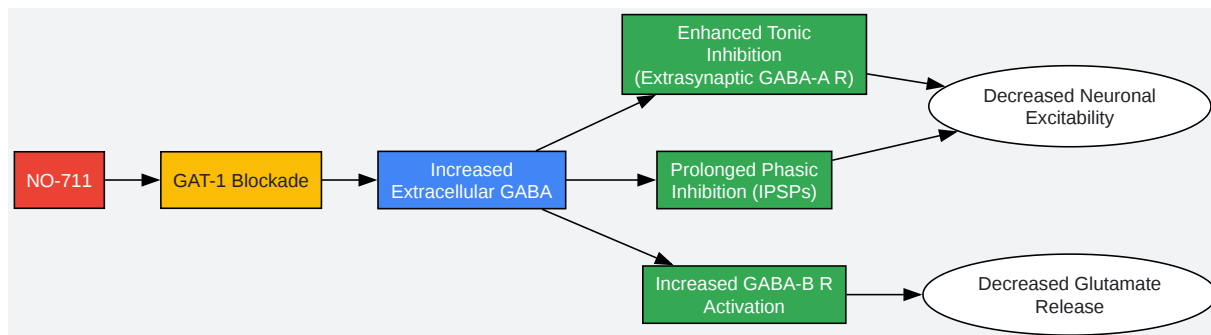 NO-711
GAT-1 Blockade
Increased
Extracellular GABA
Enhanced Tonic
Inhibition
(Extrasynaptic GABA-A R)
Prolonged Phasic
Inhibition (IPSPs)
Increased GABA-B R
Activation
Decreased Neuronal
Excitability
Decreased Glutamate
Release